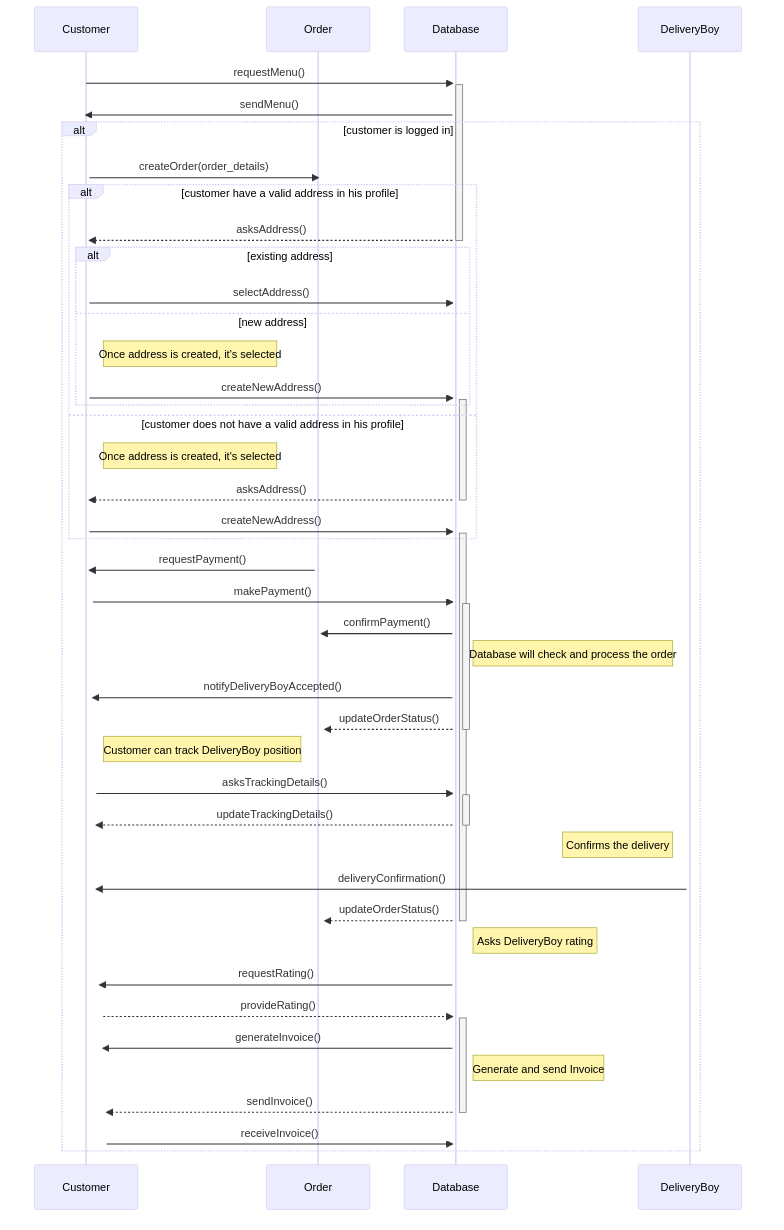 Customer
Order
Database
DeliveryBoy
requestMenu()
sendMenu()
alt
[customer is logged in]
createOrder(order_details)
alt
[customer have a valid address in his profile]
asksAddress()
alt
[existing address]
selectAddress()
[new address]
Once address is created, it's selected
createNewAddress()
[customer does not have a valid address in his profile]
Once address is created, it's selected
asksAddress()
createNewAddress()
requestPayment()
makePayment()
confirmPayment()
Database will check and process the order
notifyDeliveryBoyAccepted()
updateOrderStatus()
Customer can track DeliveryBoy position
asksTrackingDetails()
updateTrackingDetails()
Confirms the delivery
deliveryConfirmation()
updateOrderStatus()
Asks DeliveryBoy rating
requestRating()
provideRating()
generateInvoice()
Generate and send Invoice
sendInvoice()
receiveInvoice()
Customer
Order
Database
DeliveryBoy